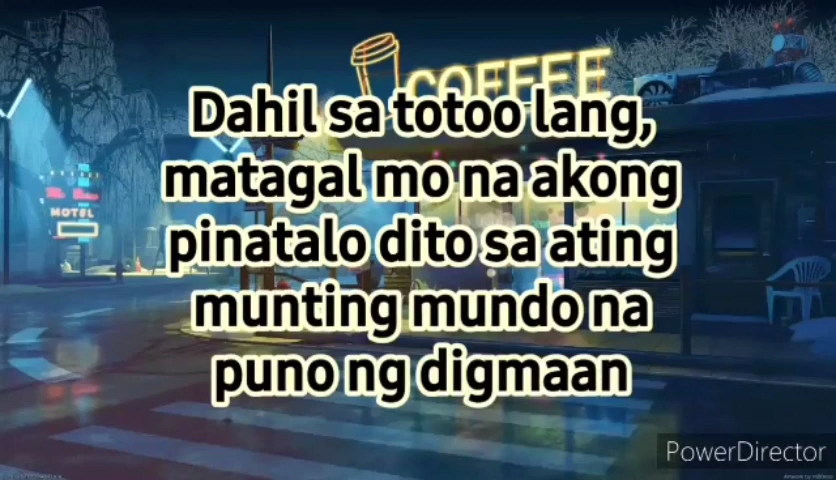 COFFEE
Dahil sa totoo lang,
matagal mo na akong
pinatalo dito sa ating
munting mundo na
puno ng digmaan
MOTEL
PowerDirector